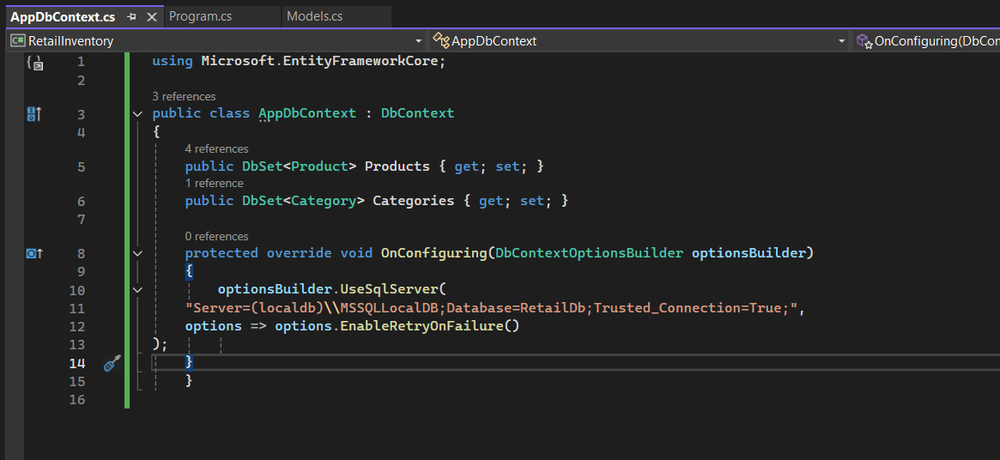 AppDbContext.cs Program.cs Models.cs
C# RetailInventory AppDbContext OnConfiguring(DbCon
1 using Microsoft.EntityFrameworkCore;
2
3 references
3 public class AppDbContext : DbContext
4 {
4 references
5 public DbSet<Product> Products { get; set; }
1 reference
6 public DbSet<Category> Categories { get; set; }
7
0 references
8 protected override void OnConfiguring(DbContextOptionsBuilder optionsBuilder)
9 {
10 optionsBuilder.UseSqlServer(
11 "Server=(localdb)\\MSSQLLocalDB;Database=RetailDb;Trusted_Connection=True;",
12 options => options.EnableRetryOnFailure()
13 );
14 }
15 }
16